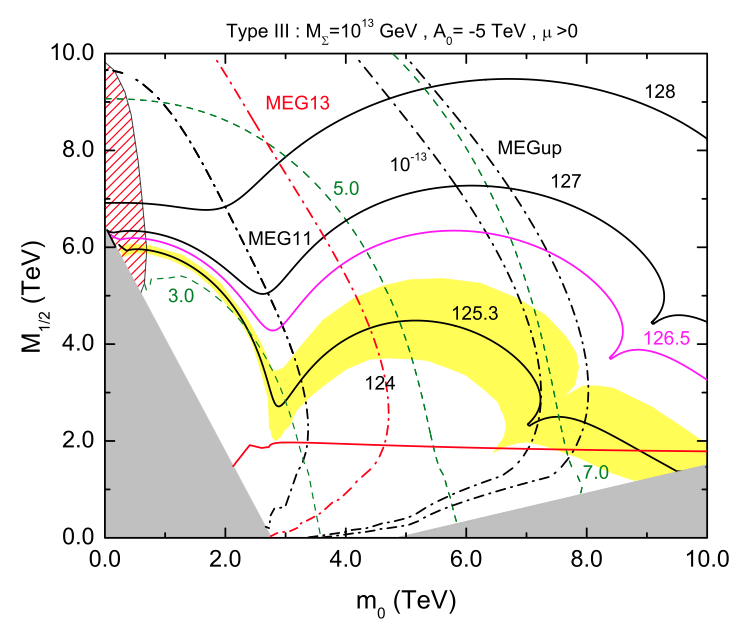 Type III : M_Σ=10^13 GeV , A_0= -5 TeV , μ >0
10.0
8.0
6.0
4.0
2.0
0.0
M_1/2 (TeV)
MEG13
128
10^-13
MEGup
5.0
127
MEG11
3.0
125.3
126.5
124
7.0
0.0 2.0 4.0 6.0 8.0 10.0
m_0 (TeV)